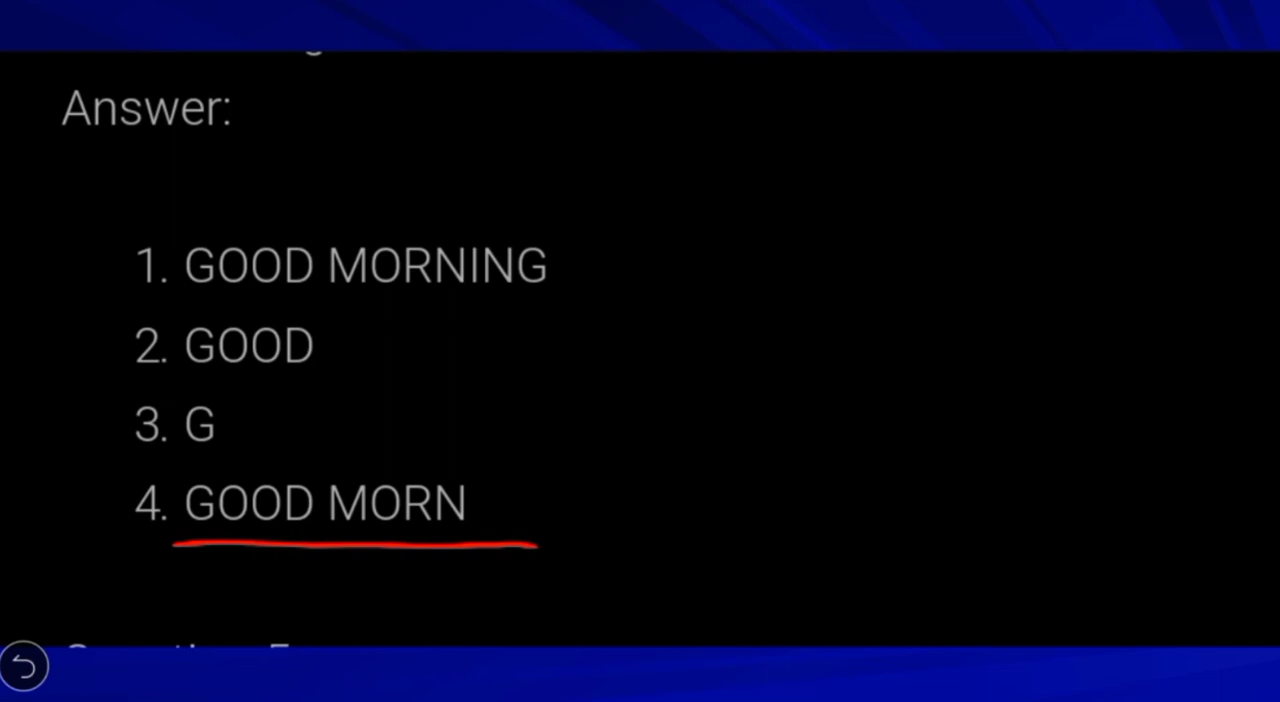 Answer:
1. GOOD MORNING
2. GOOD
3. G
4. GOOD MORN